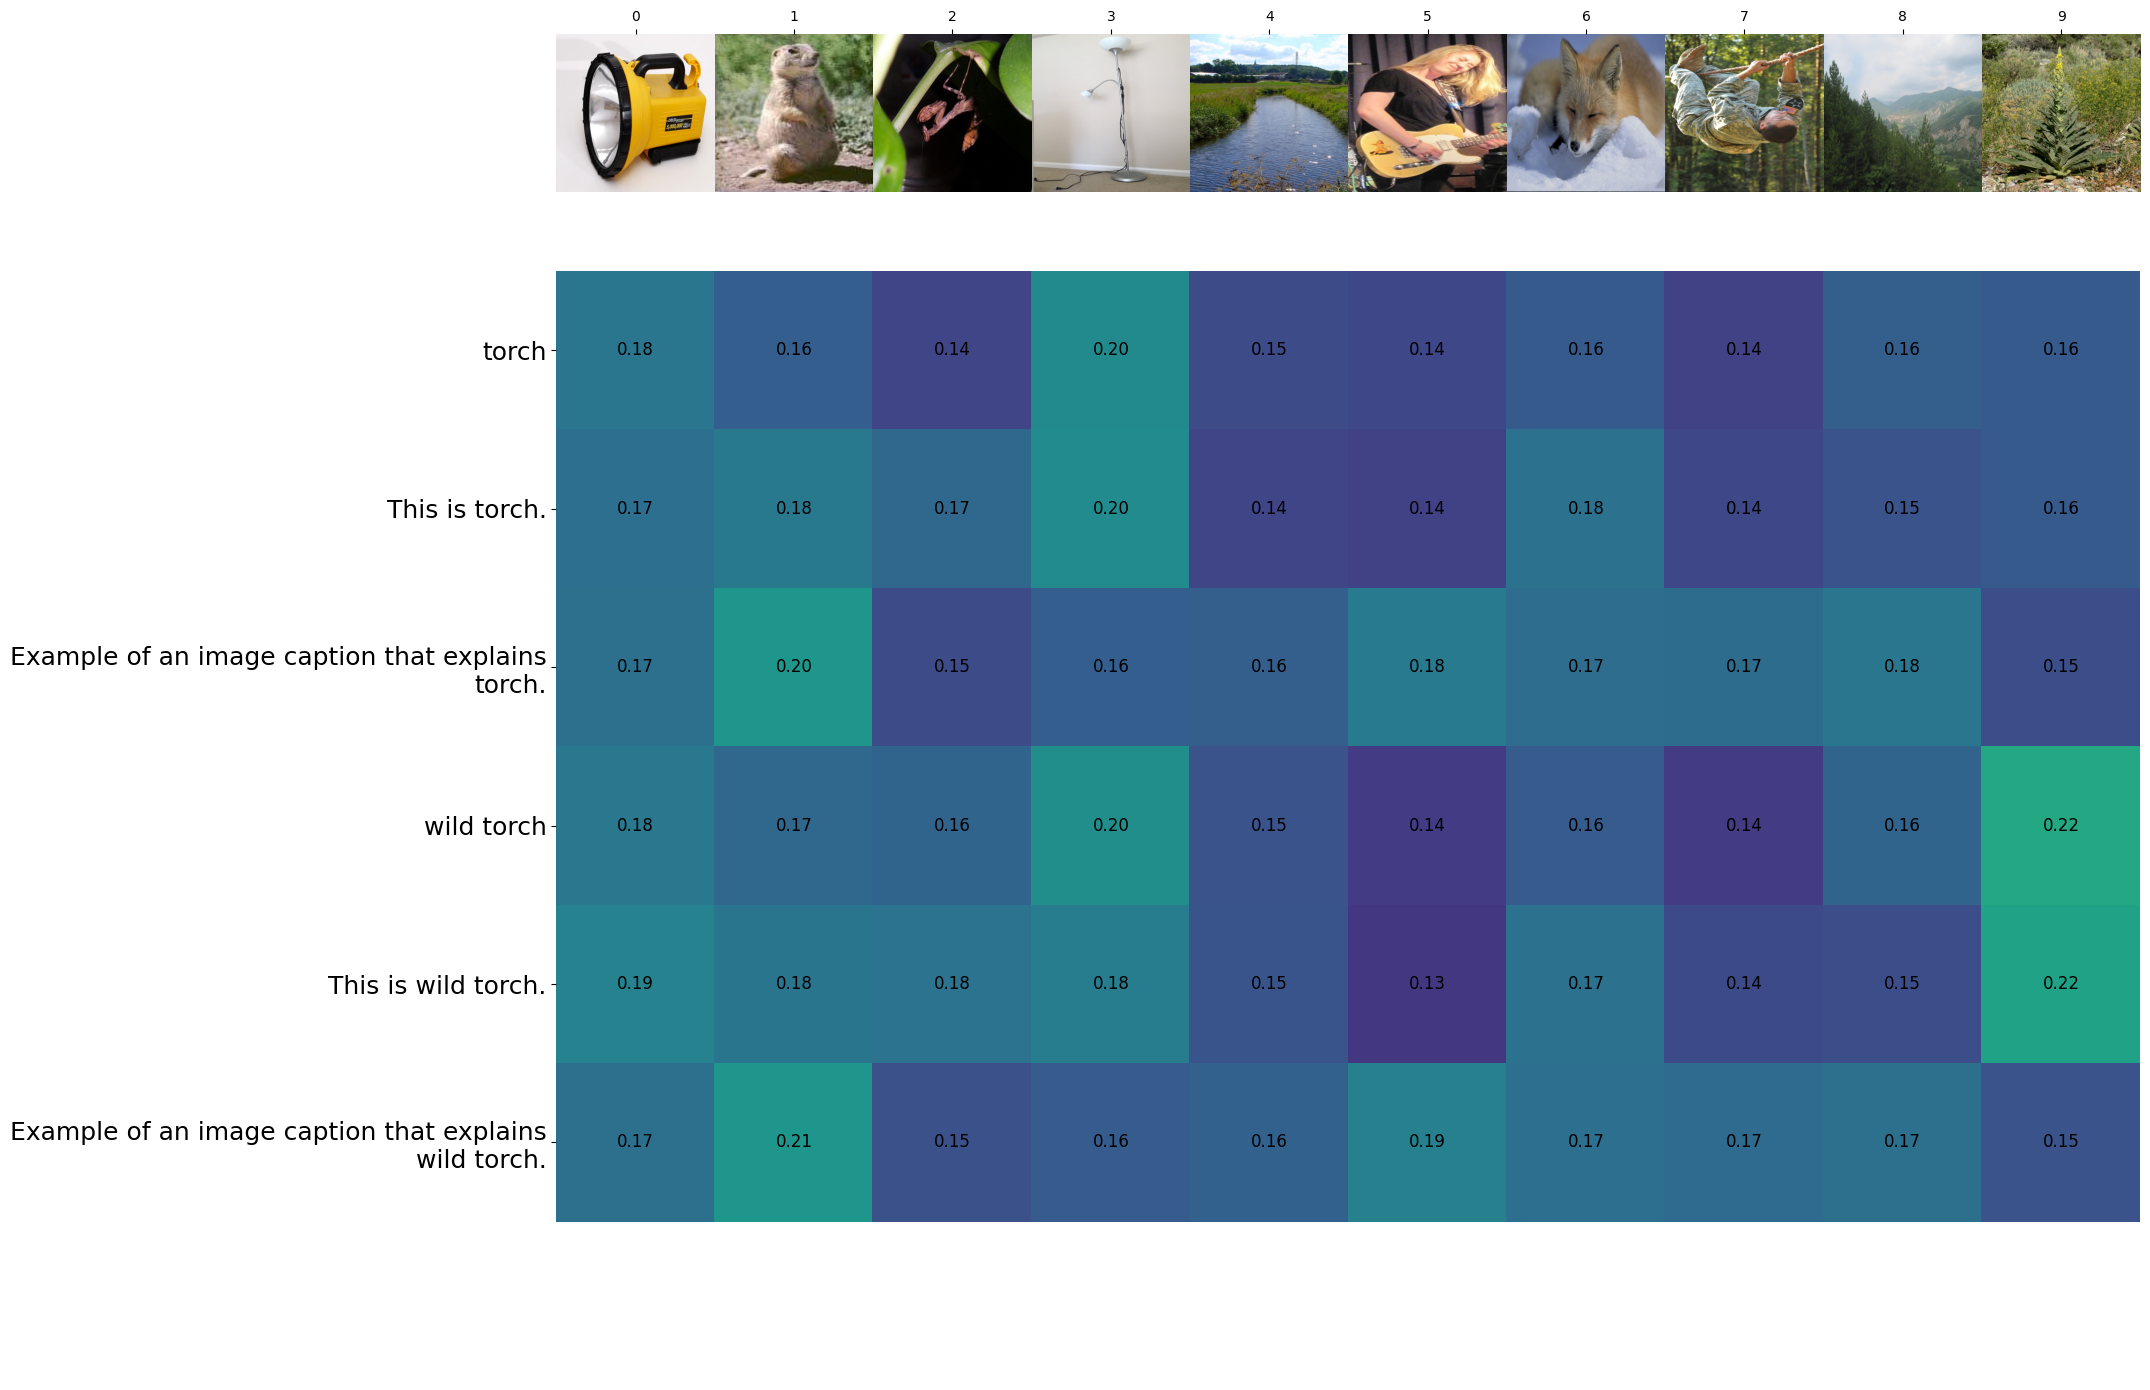 0 1 2 3 4 5 6 7 8 9
torch 0.18 0.16 0.14 0.20 0.15 0.14 0.16 0.14 0.16 0.16
This is torch. 0.17 0.18 0.17 0.20 0.14 0.14 0.18 0.14 0.15 0.16
Example of an image caption that explains
torch. 0.17 0.20 0.15 0.16 0.16 0.18 0.17 0.17 0.18 0.15
wild torch 0.18 0.17 0.16 0.20 0.15 0.14 0.16 0.14 0.16 0.22
This is wild torch. 0.19 0.18 0.18 0.18 0.15 0.13 0.17 0.14 0.15 0.22
Example of an image caption that explains
wild torch. 0.17 0.21 0.15 0.16 0.16 0.19 0.17 0.17 0.17 0.15